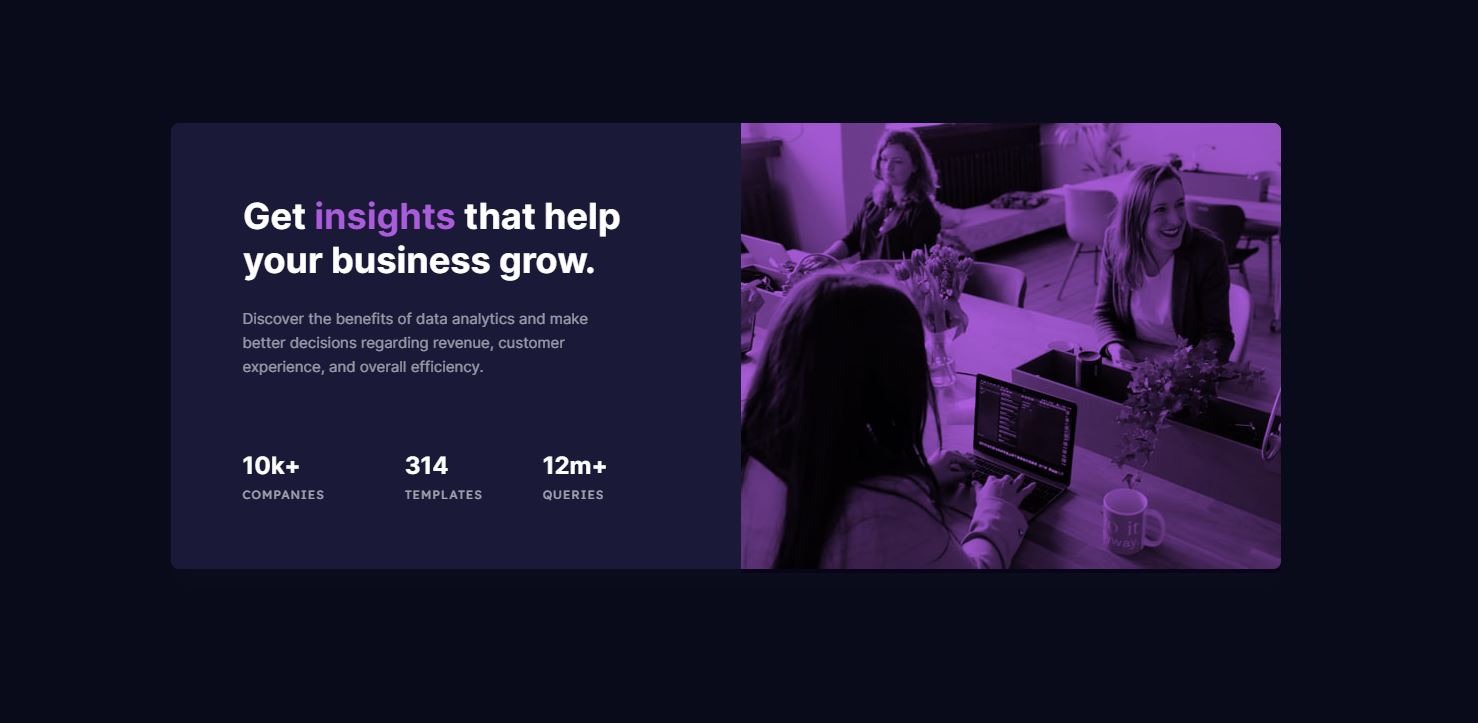 Get insights that help
your business grow.
Discover the benefits of data analytics and make
better decisions regarding revenue, customer
experience, and overall efficiency.
10k+ 314 12m+
COMPANIES TEMPLATES QUERIES